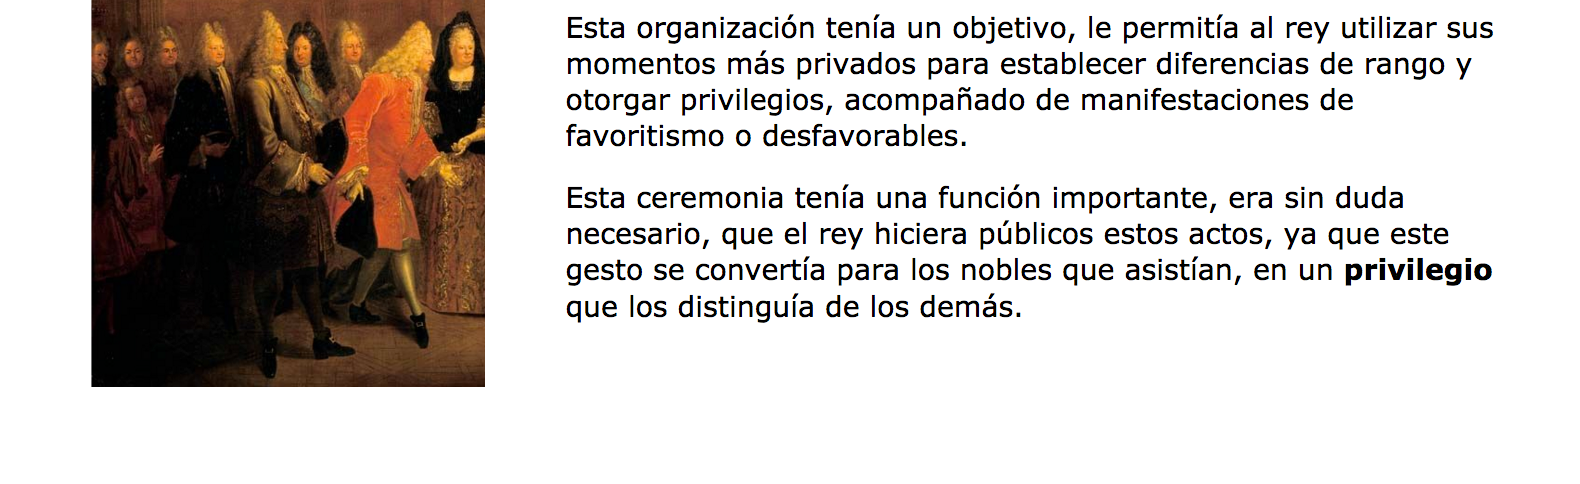 Esta organización tenía un objetivo, le permitía al rey utilizar sus
momentos más privados para establecer diferencias de rango y
otorgar privilegios, acompañado de manifestaciones de
favoritismo o desfavorables.
Esta ceremonia tenía una función importante, era sin duda
necesario, que el rey hiciera públicos estos actos, ya que este
gesto se convertía para los nobles que asistían, en un privilegio
que los distinguía de los demás.